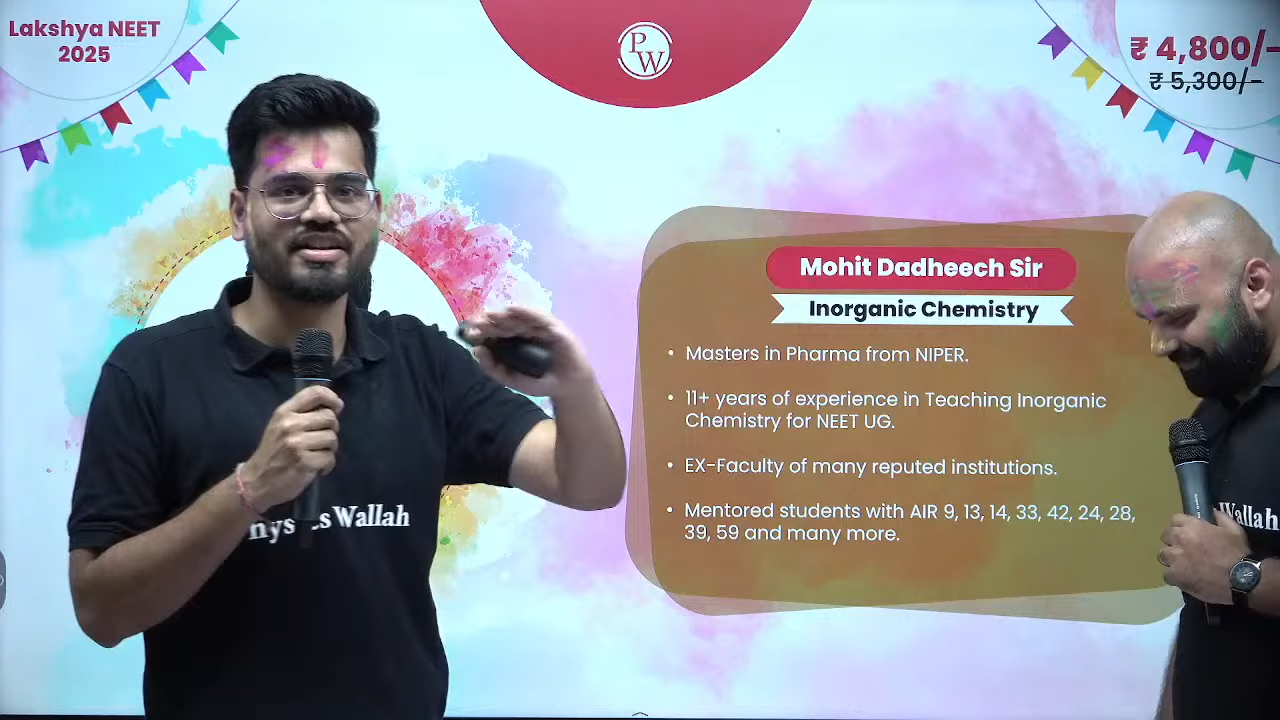 Lakshya NEET
2025
PW
₹ 4,800/-
₹ 5,300/-
Mohit Dadheech Sir
Inorganic Chemistry
• Masters in Pharma from NIPER.
• 11+ years of experience in Teaching Inorganic
Chemistry for NEET UG.
• EX-Faculty of many reputed institutions.
• Mentored students with AIR 9, 13, 14, 33, 42, 24, 28,
39, 59 and many more.
Wallah
Wallah